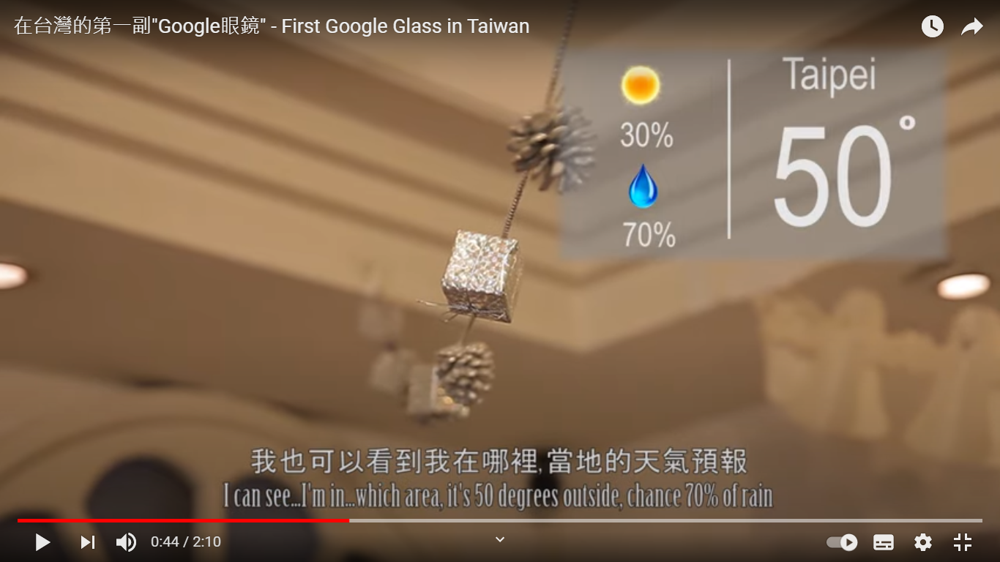 在台灣的第一副"Google眼鏡" - First Google Glass in Taiwan
Taipei
30%
50°
70%
我也可以看到我在哪裡,當地的天氣預報
I can see...I'm in...which area, it's 50 degrees outside, chance 70% of rain
0:44 / 2:10